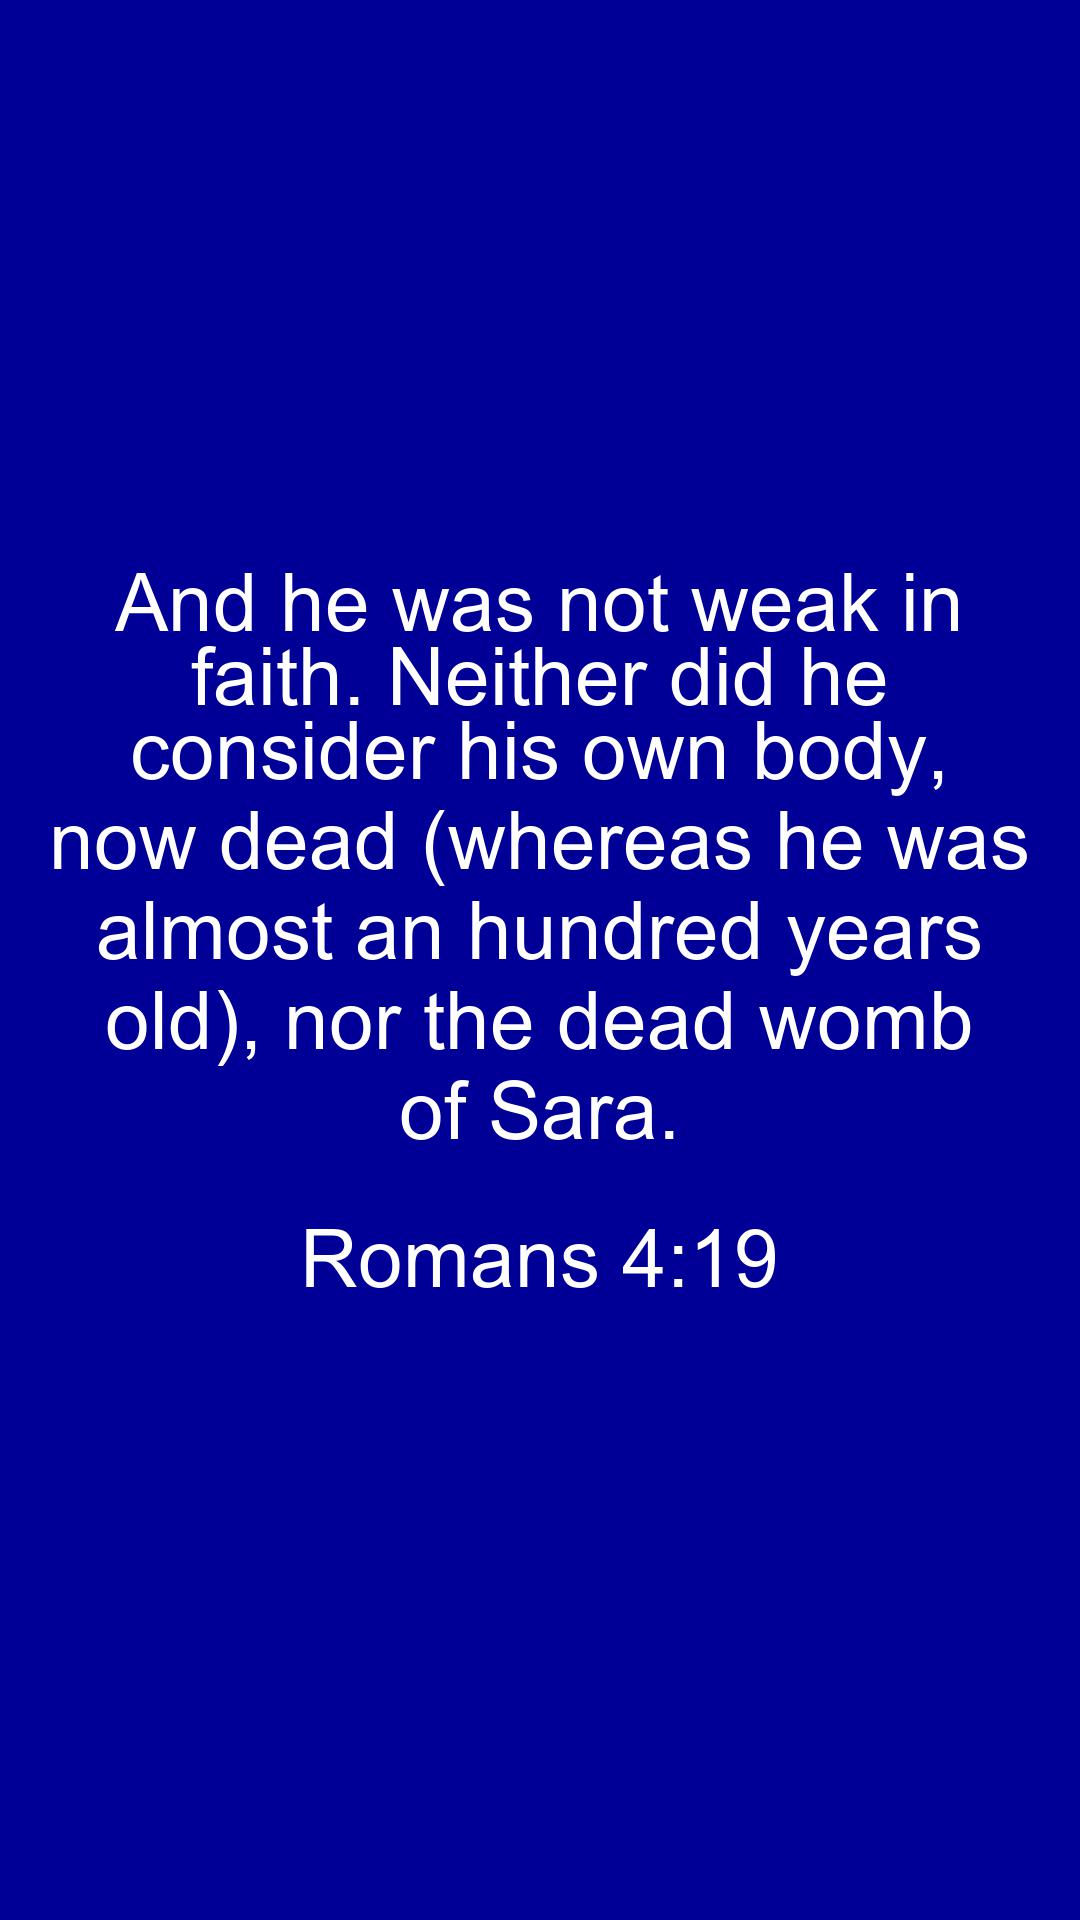 And he was not weak in
faith. Neither did he
consider his own body,
now dead (whereas he was
almost an hundred years
old), nor the dead womb
of Sara.
Romans 4:19